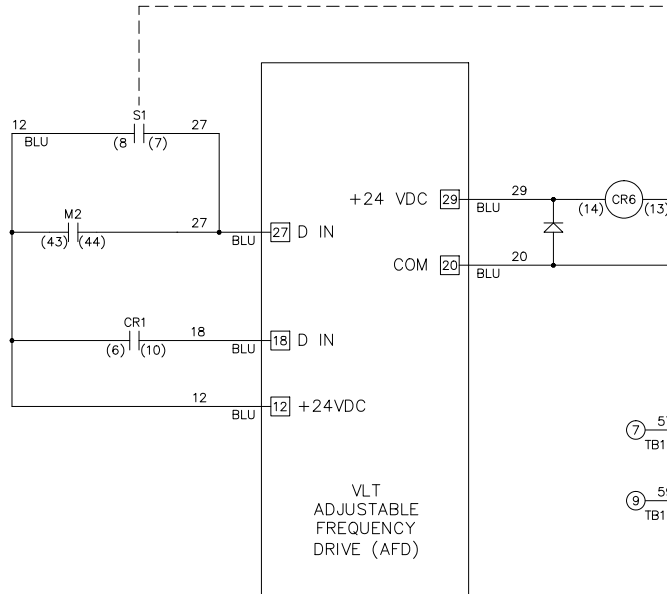 S1
12
27
BLU
(8
(7)
M2
27
(43)
(44)
BLU
27 D IN
CR1
18
(6)
(10)
BLU
18 D IN
12
BLU
12 +24VDC
+24 VDC 29
29
BLU
(14)
CR6
(13)
COM 20
20
BLU
7
TB1
9
TB1
VLT
ADJUSTABLE
FREQUENCY
DRIVE (AFD)